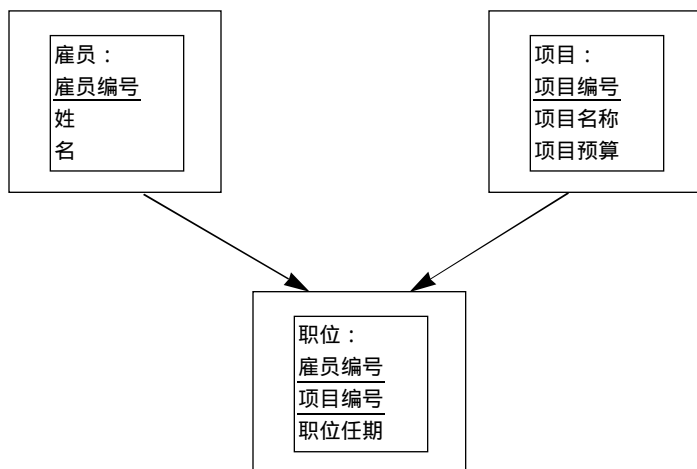 雇员：
雇员编号
姓
名
项目：
项目编号
项目名称
项目预算
职位：
雇员编号
项目编号
职位任期